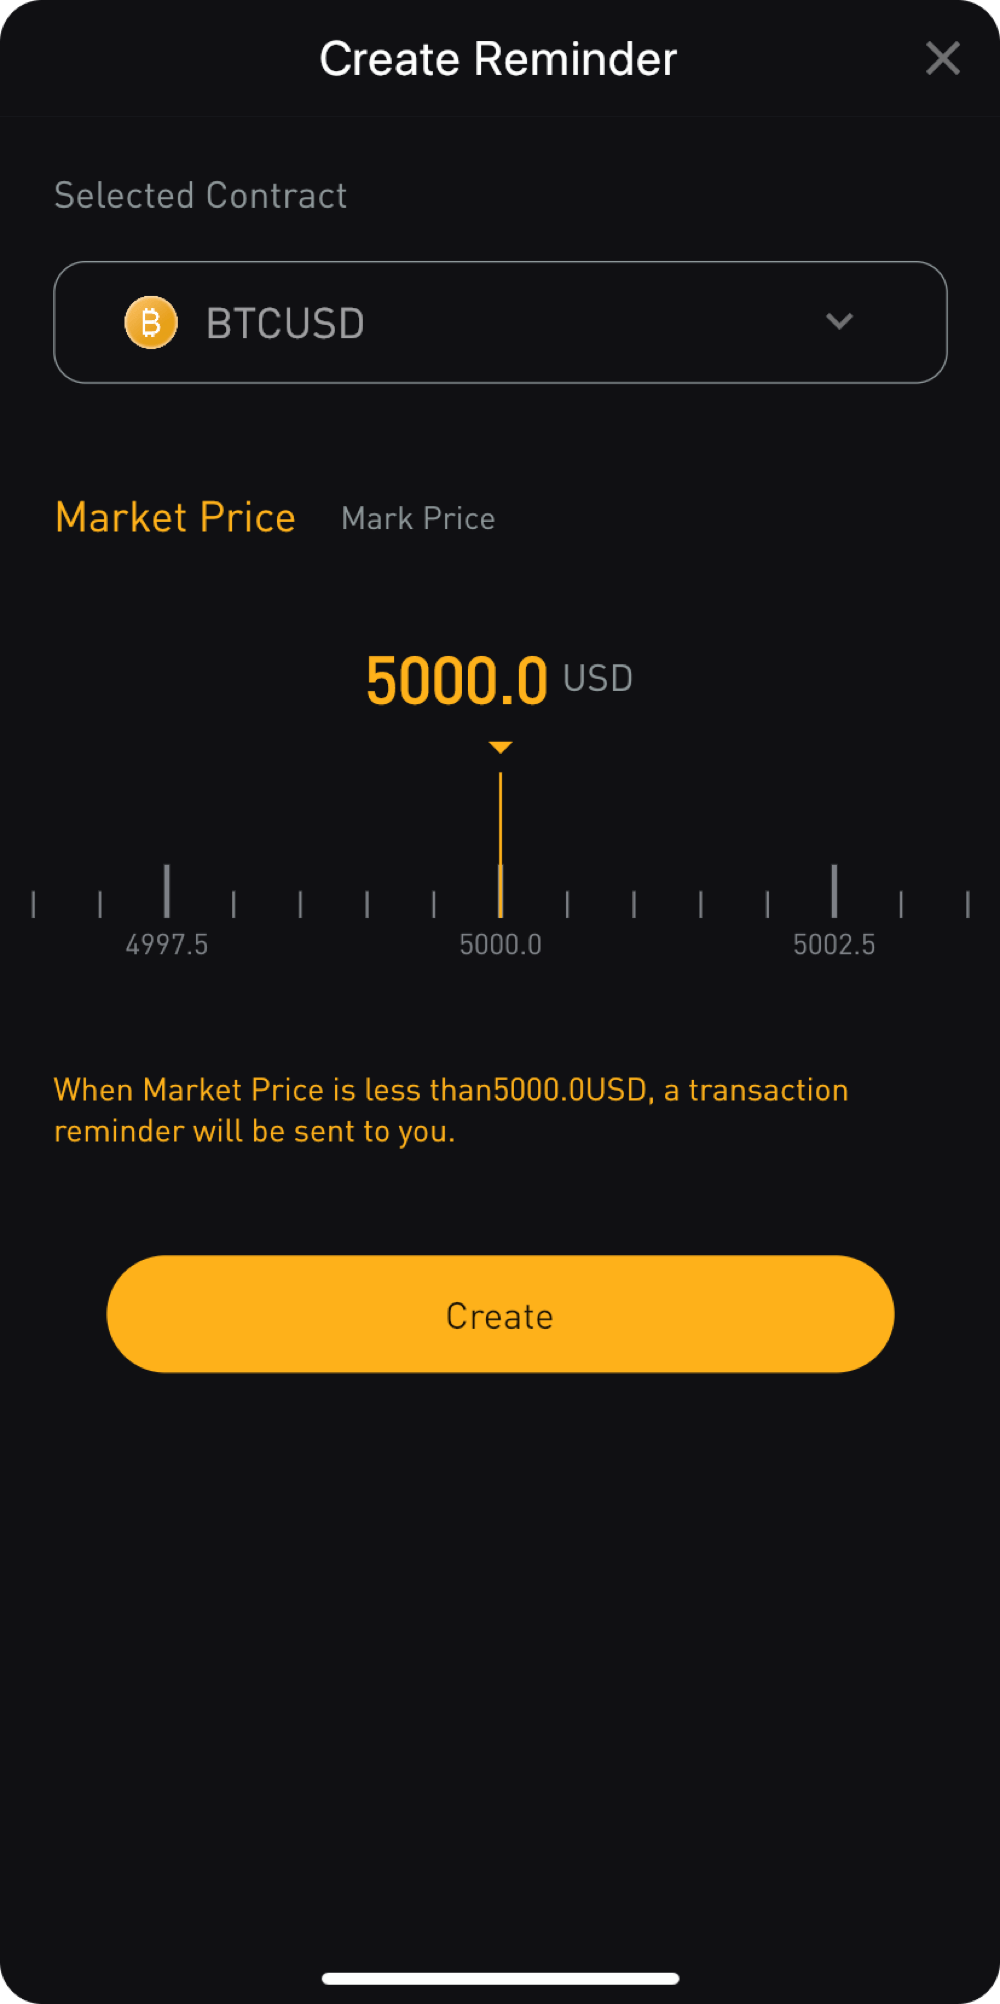 Create Reminder
Selected Contract
BTCUSD
Market Price Mark Price
5000.0 USD
4997.5 5000.0 5002.5
When Market Price is less than5000.0USD, a transaction
reminder will be sent to you.
Create